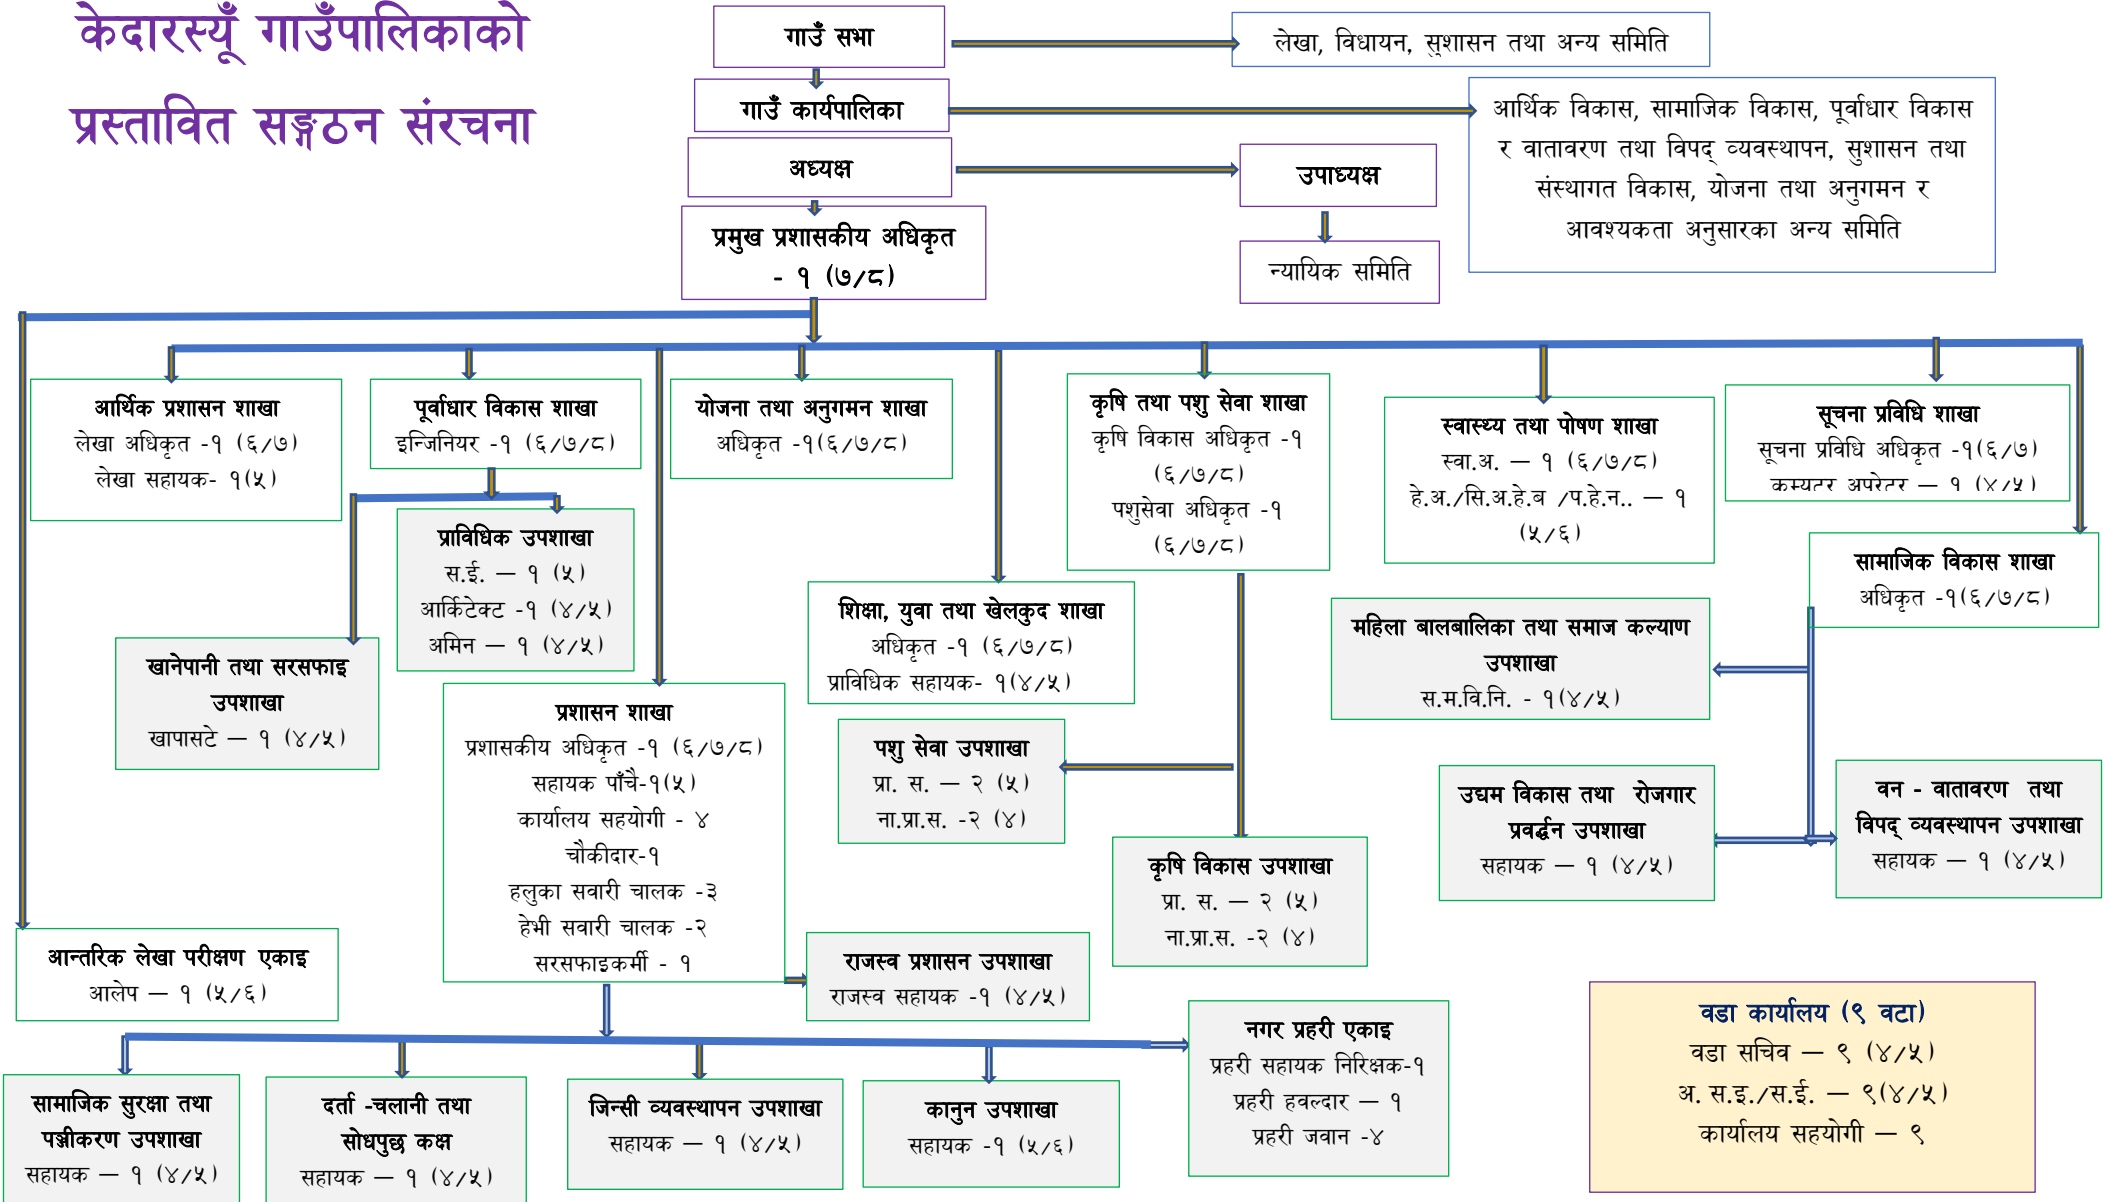 केदारस्यूँ गाउँपालिकाको
प्रस्तावित सङ्गठन संरचना
गाउँ सभा
लेखा, विधायन, सुशासन तथा अन्य समिति
गाउँ कार्यपालिका
आर्थिक विकास, सामाजिक विकास, पूर्वाधार विकास
र वातावरण तथा विपद् व्यवस्थापन, सुशासन तथा
संस्थागत विकास, योजना तथा अनुगमन र
आवश्यकता अनुसारका अन्य समिति
अध्यक्ष
उपाध्यक्ष
न्यायिक समिति
प्रमुख प्रशासकीय अधिकृत
- १ (७/८)
आर्थिक प्रशासन शाखा
लेखा अधिकृत -१ (६/७)
लेखा सहायक- १(५)
पूर्वाधार विकास शाखा
इन्जिनियर -१ (६/७/८)
योजना तथा अनुगमन शाखा
अधिकृत -१(६/७/८)
कृषि तथा पशु सेवा शाखा
कृषि विकास अधिकृत -१
(६/७/८)
पशुसेवा अधिकृत -१
(६/७/८)
स्वास्थ्य तथा पोषण शाखा
स्वा.अ. — १ (६/७/८)
हे.अ./सि.अ.हे.ब /प.हे.न.. — १
(५/६)
सूचना प्रविधि शाखा
सूचना प्रविधि अधिकृत -१(६/७)
कम्प्युटर अपरेटर — १ (४/५)
प्राविधिक उपशाखा
स.ई. — १ (५)
आर्किटेक्ट -१ (४/५)
अमिन — १ (४/५)
सामाजिक विकास शाखा
अधिकृत -१(६/७/८)
शिक्षा, युवा तथा खेलकुद शाखा
अधिकृत -१ (६/७/८)
प्राविधिक सहायक- १(४/५)
महिला बालबालिका तथा समाज कल्याण
उपशाखा
स.म.वि.नि. - १(४/५)
खानेपानी तथा सरसफाइ
उपशाखा
खापासटे — १ (४/५)
प्रशासन शाखा
प्रशासकीय अधिकृत -१ (६/७/८)
सहायक पाँचै-१(५)
कार्यालय सहयोगी - ४
चौकीदार-१
हलुका सवारी चालक -३
हेभी सवारी चालक -२
सरसफाइकर्मी - १
पशु सेवा उपशाखा
प्रा. स. — २ (५)
ना.प्रा.स. -२ (४)
उद्यम विकास तथा रोजगार
प्रवर्द्धन उपशाखा
सहायक — १ (४/५)
वन - वातावरण तथा
विपद् व्यवस्थापन उपशाखा
सहायक — १ (४/५)
कृषि विकास उपशाखा
प्रा. स. — २ (५)
ना.प्रा.स. -२ (४)
आन्तरिक लेखा परीक्षण एकाइ
आलेप — १ (५/६)
राजस्व प्रशासन उपशाखा
राजस्व सहायक -१ (४/५)
नगर प्रहरी एकाइ
प्रहरी सहायक निरिक्षक-१
प्रहरी हवल्दार — १
प्रहरी जवान -४
वडा कार्यालय (९ वटा)
वडा सचिव — ९ (४/५)
अ. स.इ./स.ई. — ९(४/५)
कार्यालय सहयोगी — ९
सामाजिक सुरक्षा तथा
पञ्जीकरण उपशाखा
सहायक — १ (४/५)
दर्ता -चलानी तथा
सोधपुछ कक्ष
सहायक — १ (४/५)
जिन्सी व्यवस्थापन उपशाखा
सहायक — १ (४/५)
कानुन उपशाखा
सहायक -१ (५/६)